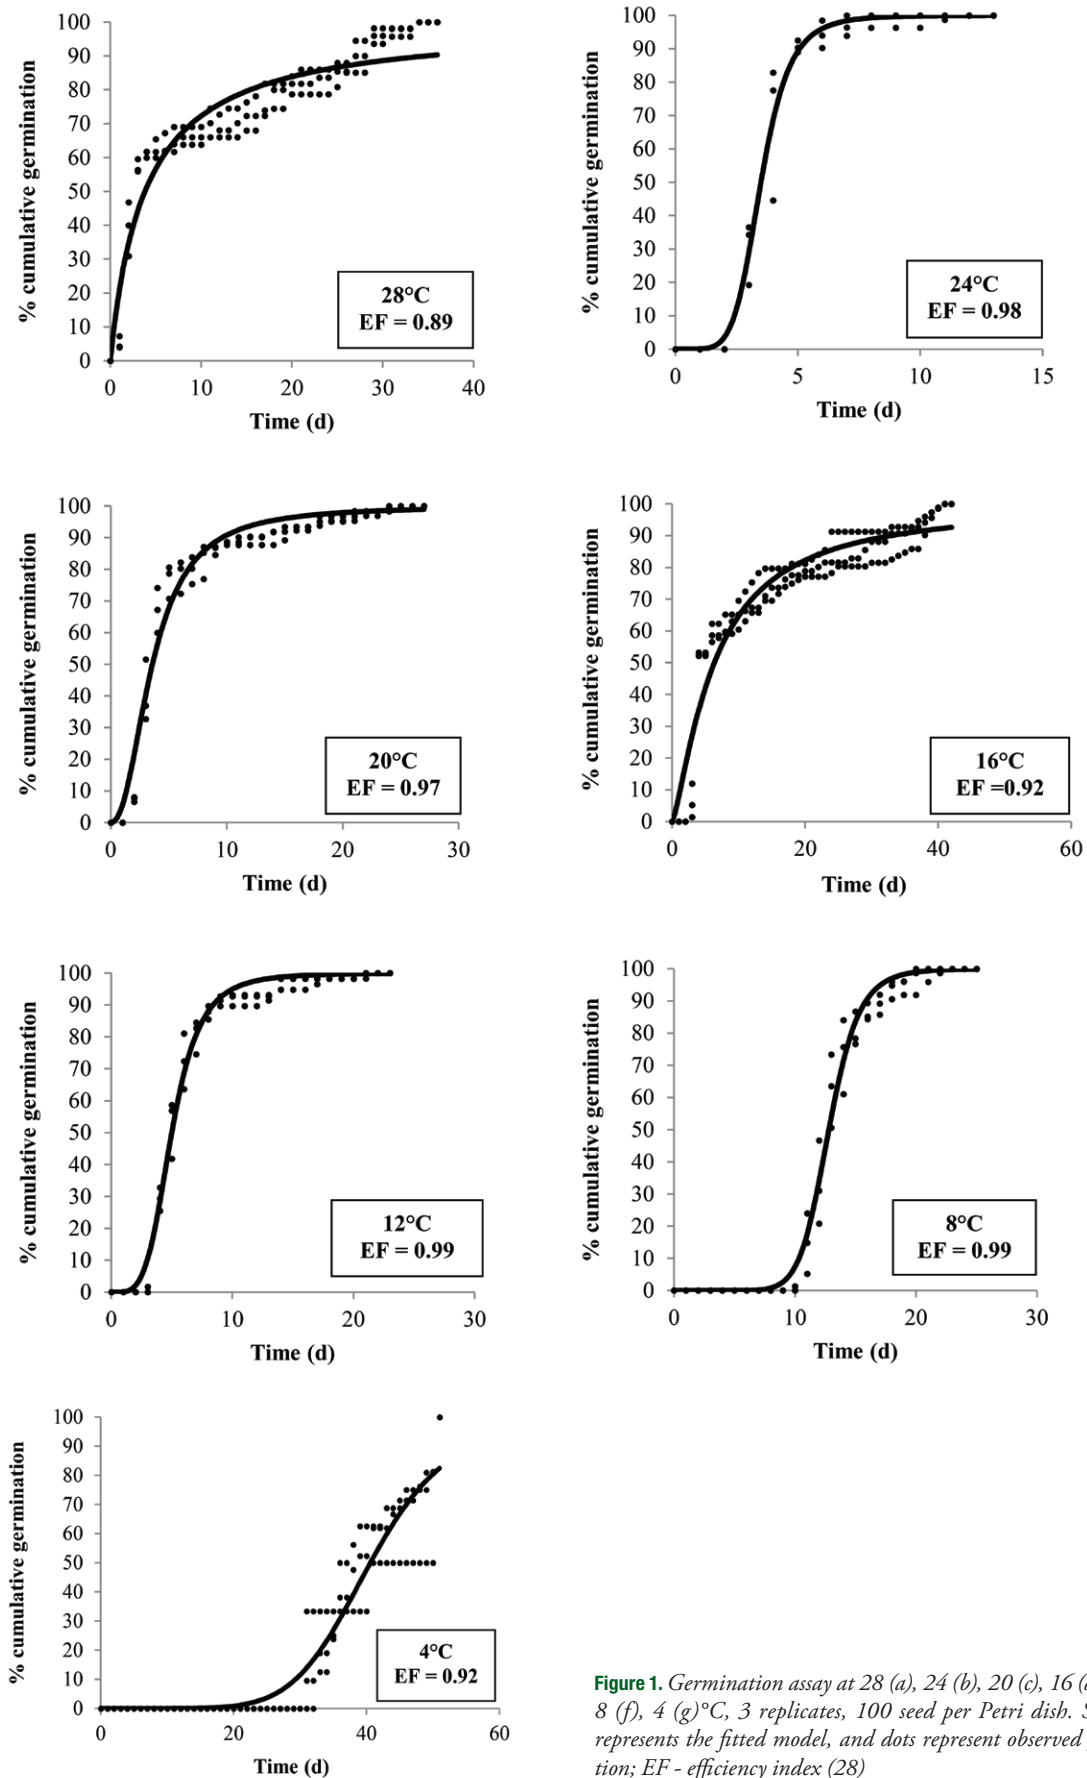 100
90
80
70
60
50
40
30
20
10
0
% cumulative germination
28°C
EF = 0.89
0 10 20 30 40
Time (d)
100
90
80
70
60
50
40
30
20
10
0
% cumulative germination
24°C
EF = 0.98
0 5 10 15
Time (d)
100
90
80
70
60
50
40
30
20
10
0
% cumulative germination
20°C
EF = 0.97
0 10 20 30
Time (d)
100
90
80
70
60
50
40
30
20
10
0
% cumulative germination
16°C
EF =0.92
0 20 40 60
Time (d)
100
90
80
70
60
50
40
30
20
10
0
% cumulative germination
12°C
EF = 0.99
0 10 20 30
Time (d)
100
90
80
70
60
50
40
30
20
10
0
% cumulative germination
8°C
EF = 0.99
0 10 20 30
Time (d)
100
90
80
70
60
50
40
30
20
10
0
% cumulative germination
4°C
EF = 0.92
0 20 40 60
Time (d)
Figure 1. Germination assay at 28 (a), 24 (b), 20 (c), 16 (
8 (f), 4 (g)°C, 3 replicates, 100 seed per Petri dish.
represents the fitted model, and dots represent observed
tion; EF - efficiency index (28)